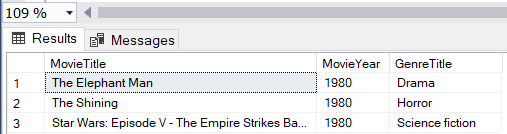 109 %
Results Messages
MovieTitle MovieYear GenreTitle
1 The Elephant Man 1980 Drama
2 The Shining 1980 Horror
3 Star Wars: Episode V - The Empire Strikes Ba... 1980 Science fiction